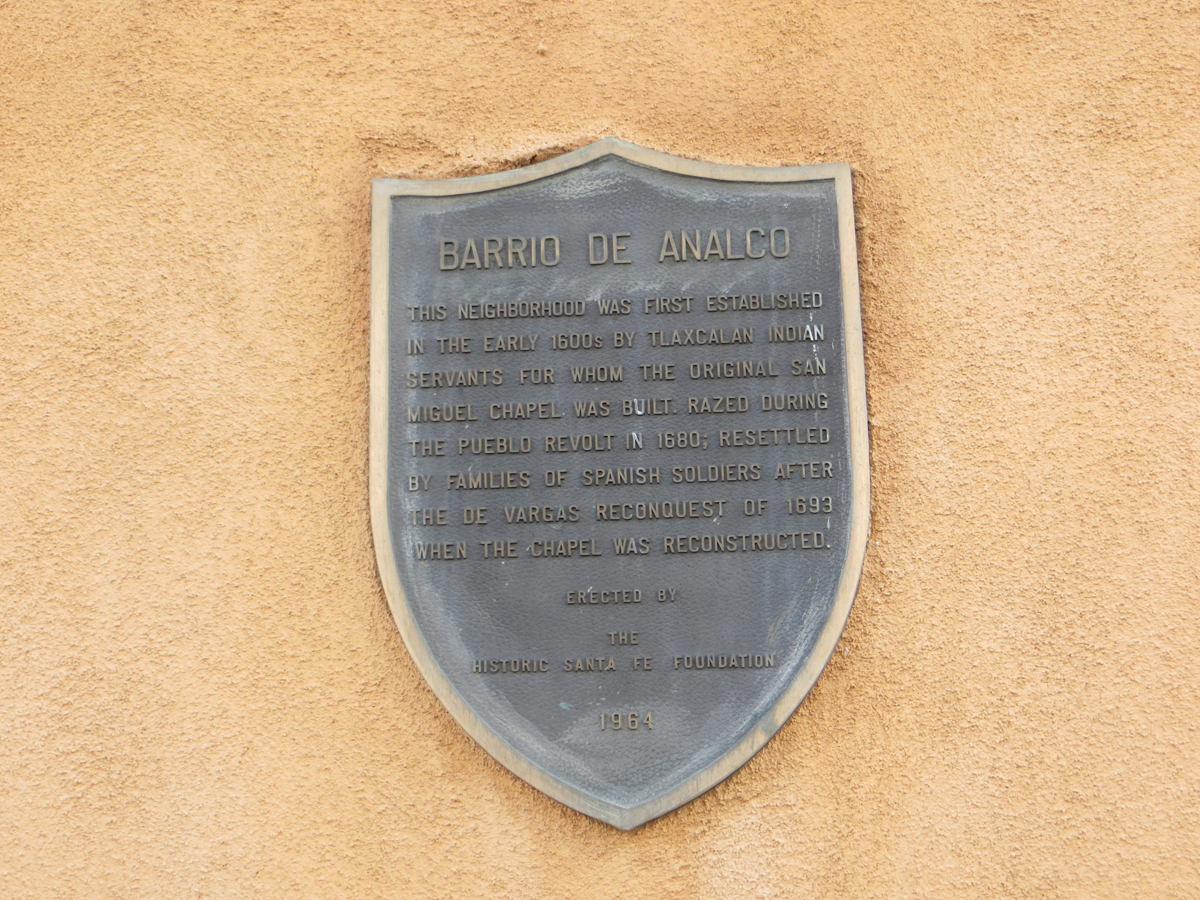 BARRIO DE ANALCO
THIS NEIGHBORHOOD WAS FIRST ESTABLISHED
IN THE EARLY 1600s BY TLAXCALAN INDIAN
SERVANTS FOR WHOM THE ORIGINAL SAN
MIGUEL CHAPEL WAS BUILT. RAZED DURING
THE PUEBLO REVOLT IN 1680; RESETTLED
BY FAMILIES OF SPANISH SOLDIERS AFTER
THE DE VARGAS RECONQUEST OF 1693
WHEN THE CHAPEL WAS RECONSTRUCTED.
ERECTED BY
THE
HISTORIC SANTA FE FOUNDATION
1964